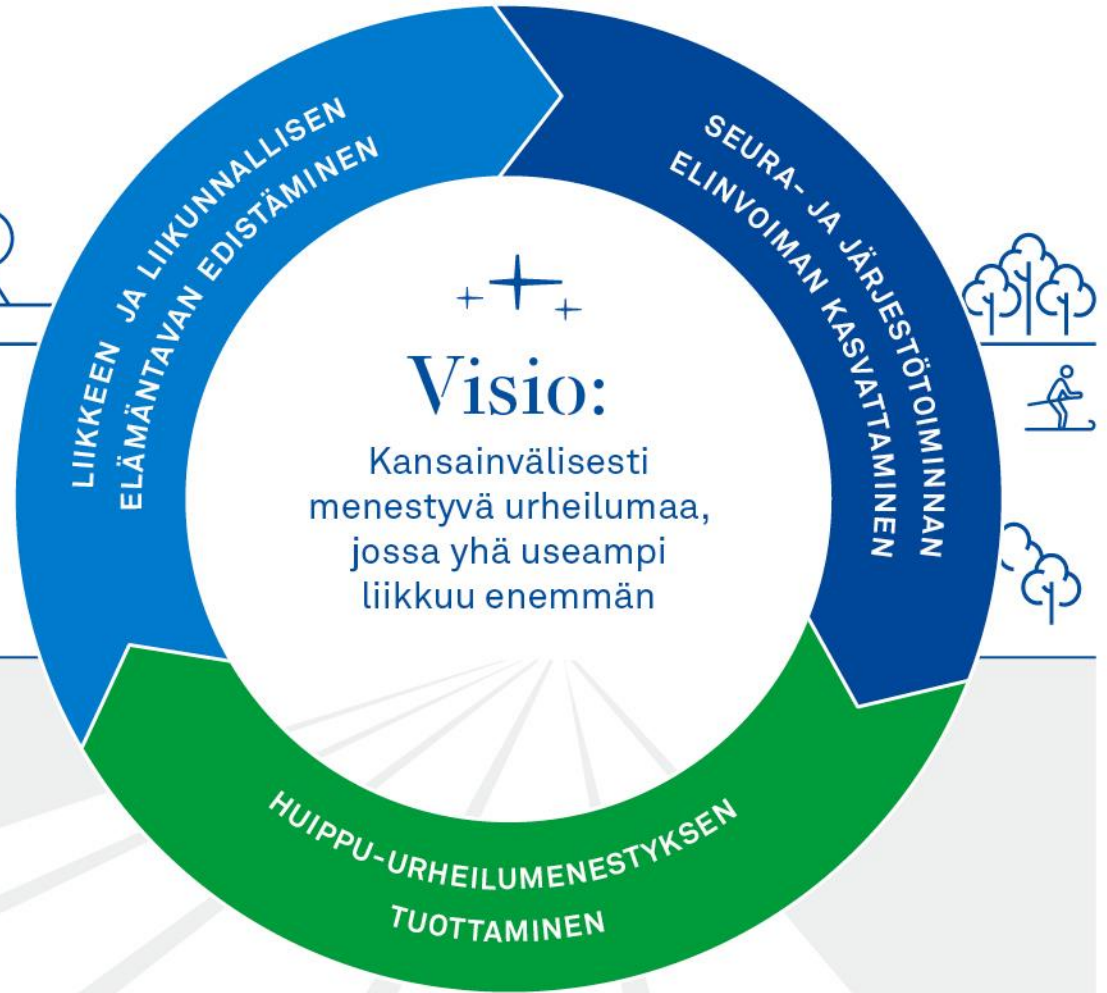 LIIKKEEN JA LIIKUNNALLISEN
ELÄMÄNTAVAN EDISTÄMINEN
SEURA- JA JÄRJESTÖTOIMINNAN
ELINVOIMAN KASVATTAMINEN
Visio:
Kansainvälisesti
menestyvä urheilumaa,
jossa yhä useampi
liikkuu enemmän
HUIPPU-URHEILUMENESTYKSEN
TUOTTAMINEN